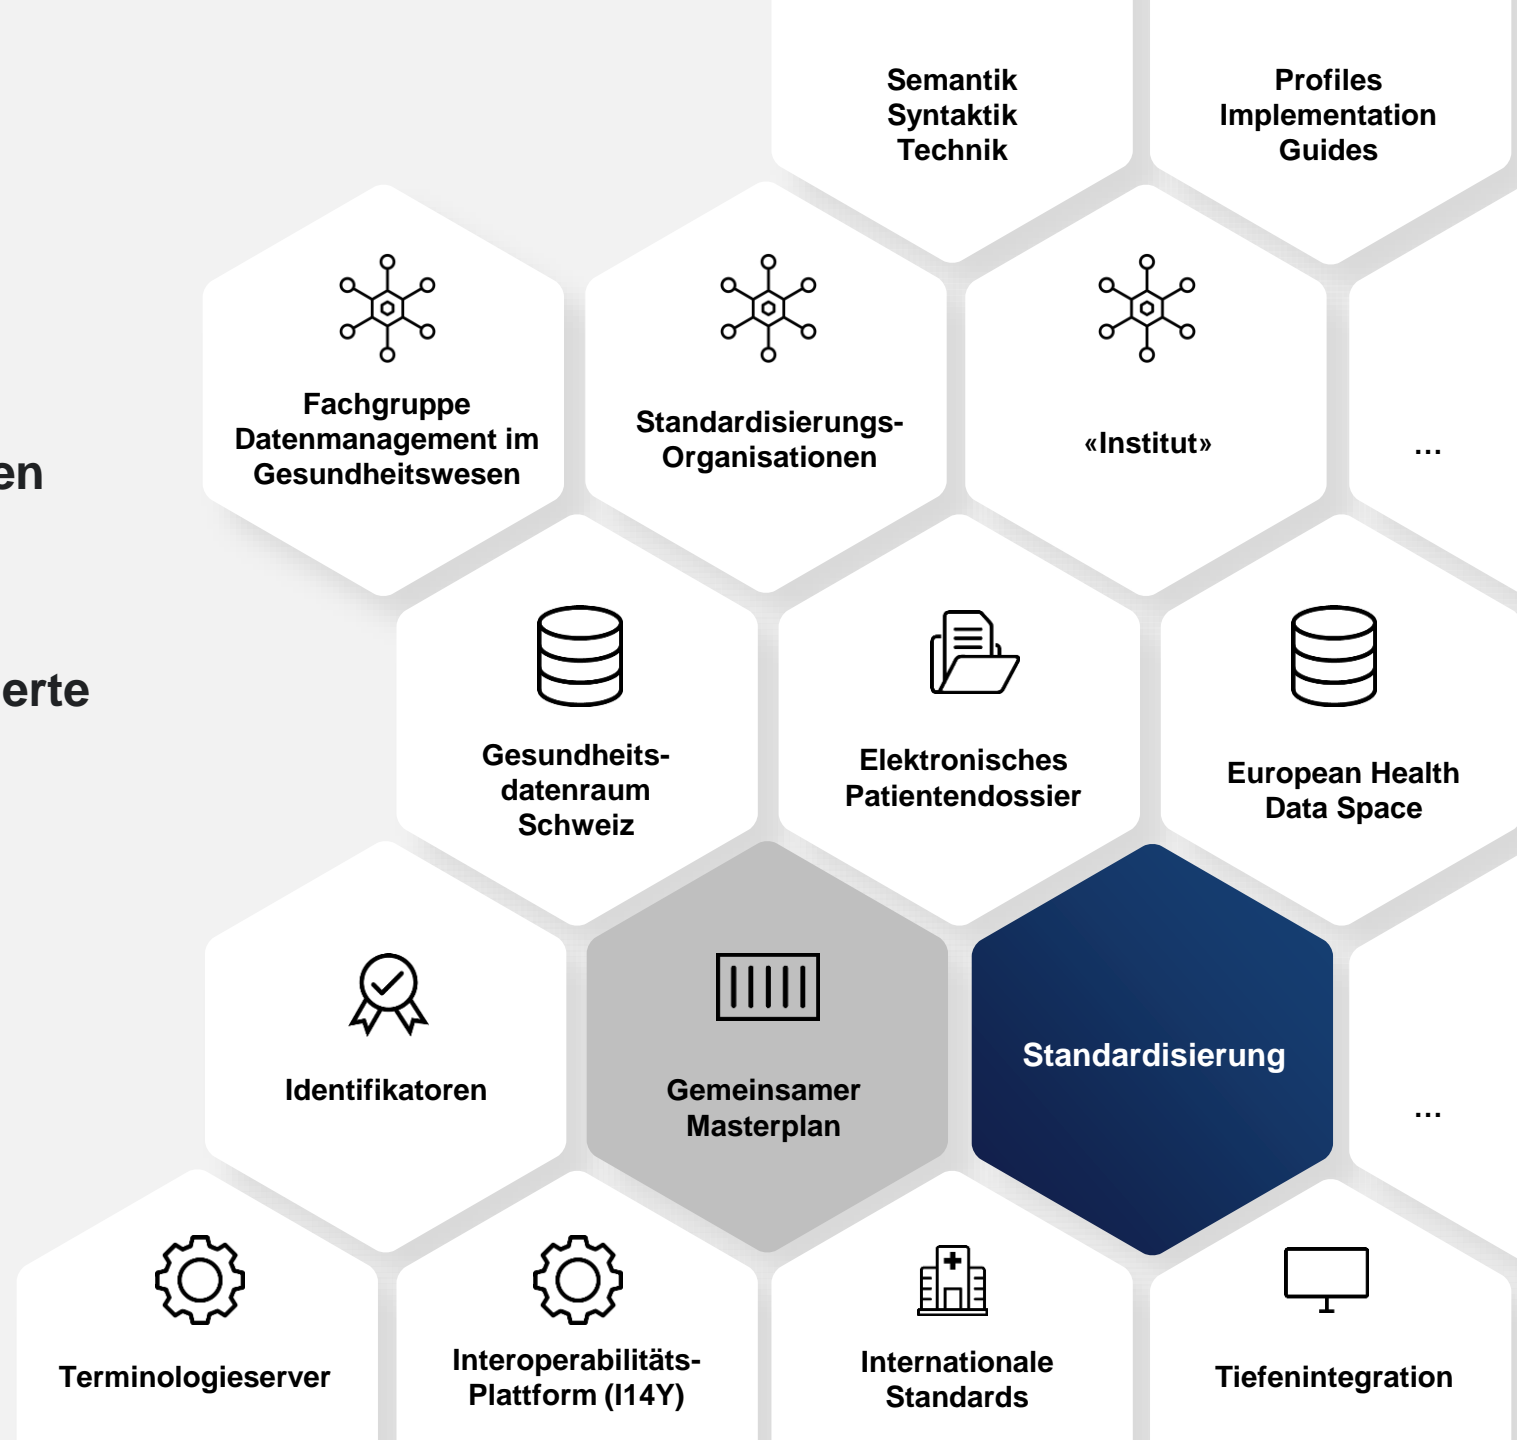 Semantik
Syntaktik
Technik
Profiles
Implementation
Guides
Fachgruppe
Datenmanagement im
Gesundheitswesen
Standardisierungs-
Organisationen
«Institut»
...
en
erte
Gesundheits-
datenraum
Schweiz
Elektronisches
Patientendossier
European Health
Data Space
Identifikatoren
Gemeinsamer
Masterplan
Standardisierung
...
Terminologieserver
Interoperabilitäts-
Plattform (I14Y)
Internationale
Standards
Tiefenintegration